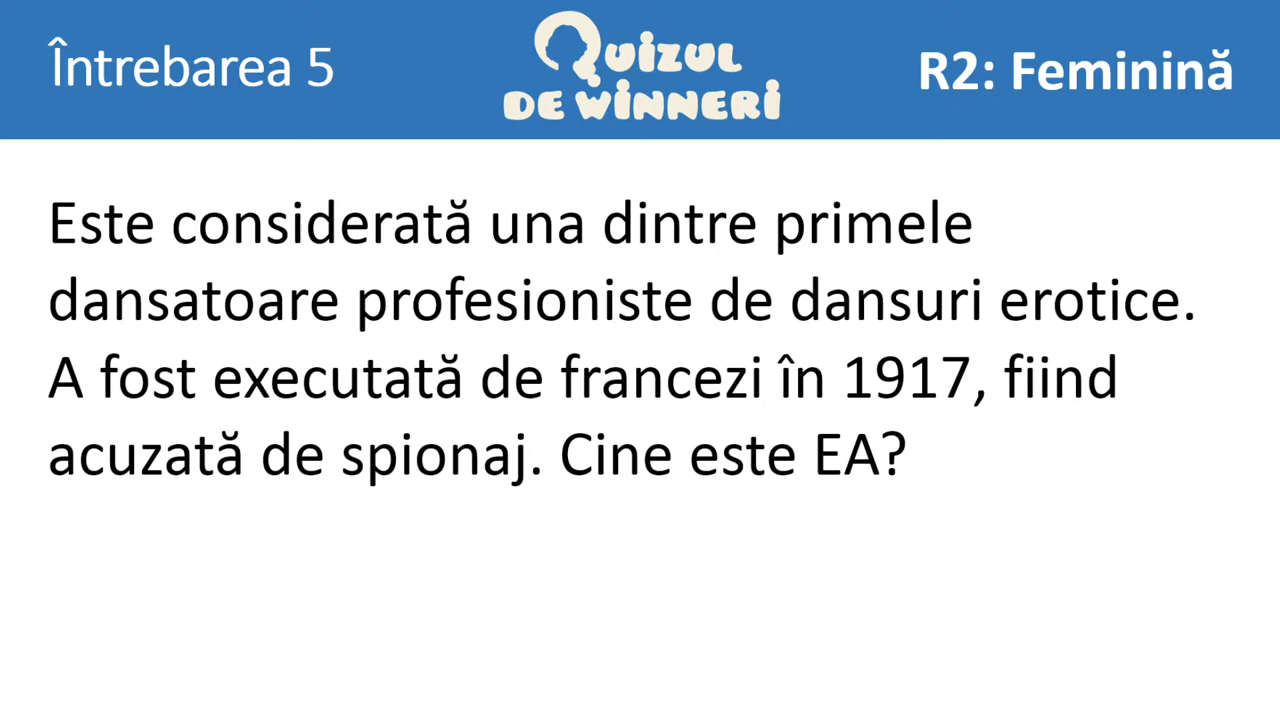 Întrebarea 5
QUIZUL
DE WINNERI
R2: Feminină
Este considerată una dintre primele
dansatoare profesioniste de dansuri erotice.
A fost executată de francezi în 1917, fiind
acuzată de spionaj. Cine este EA?